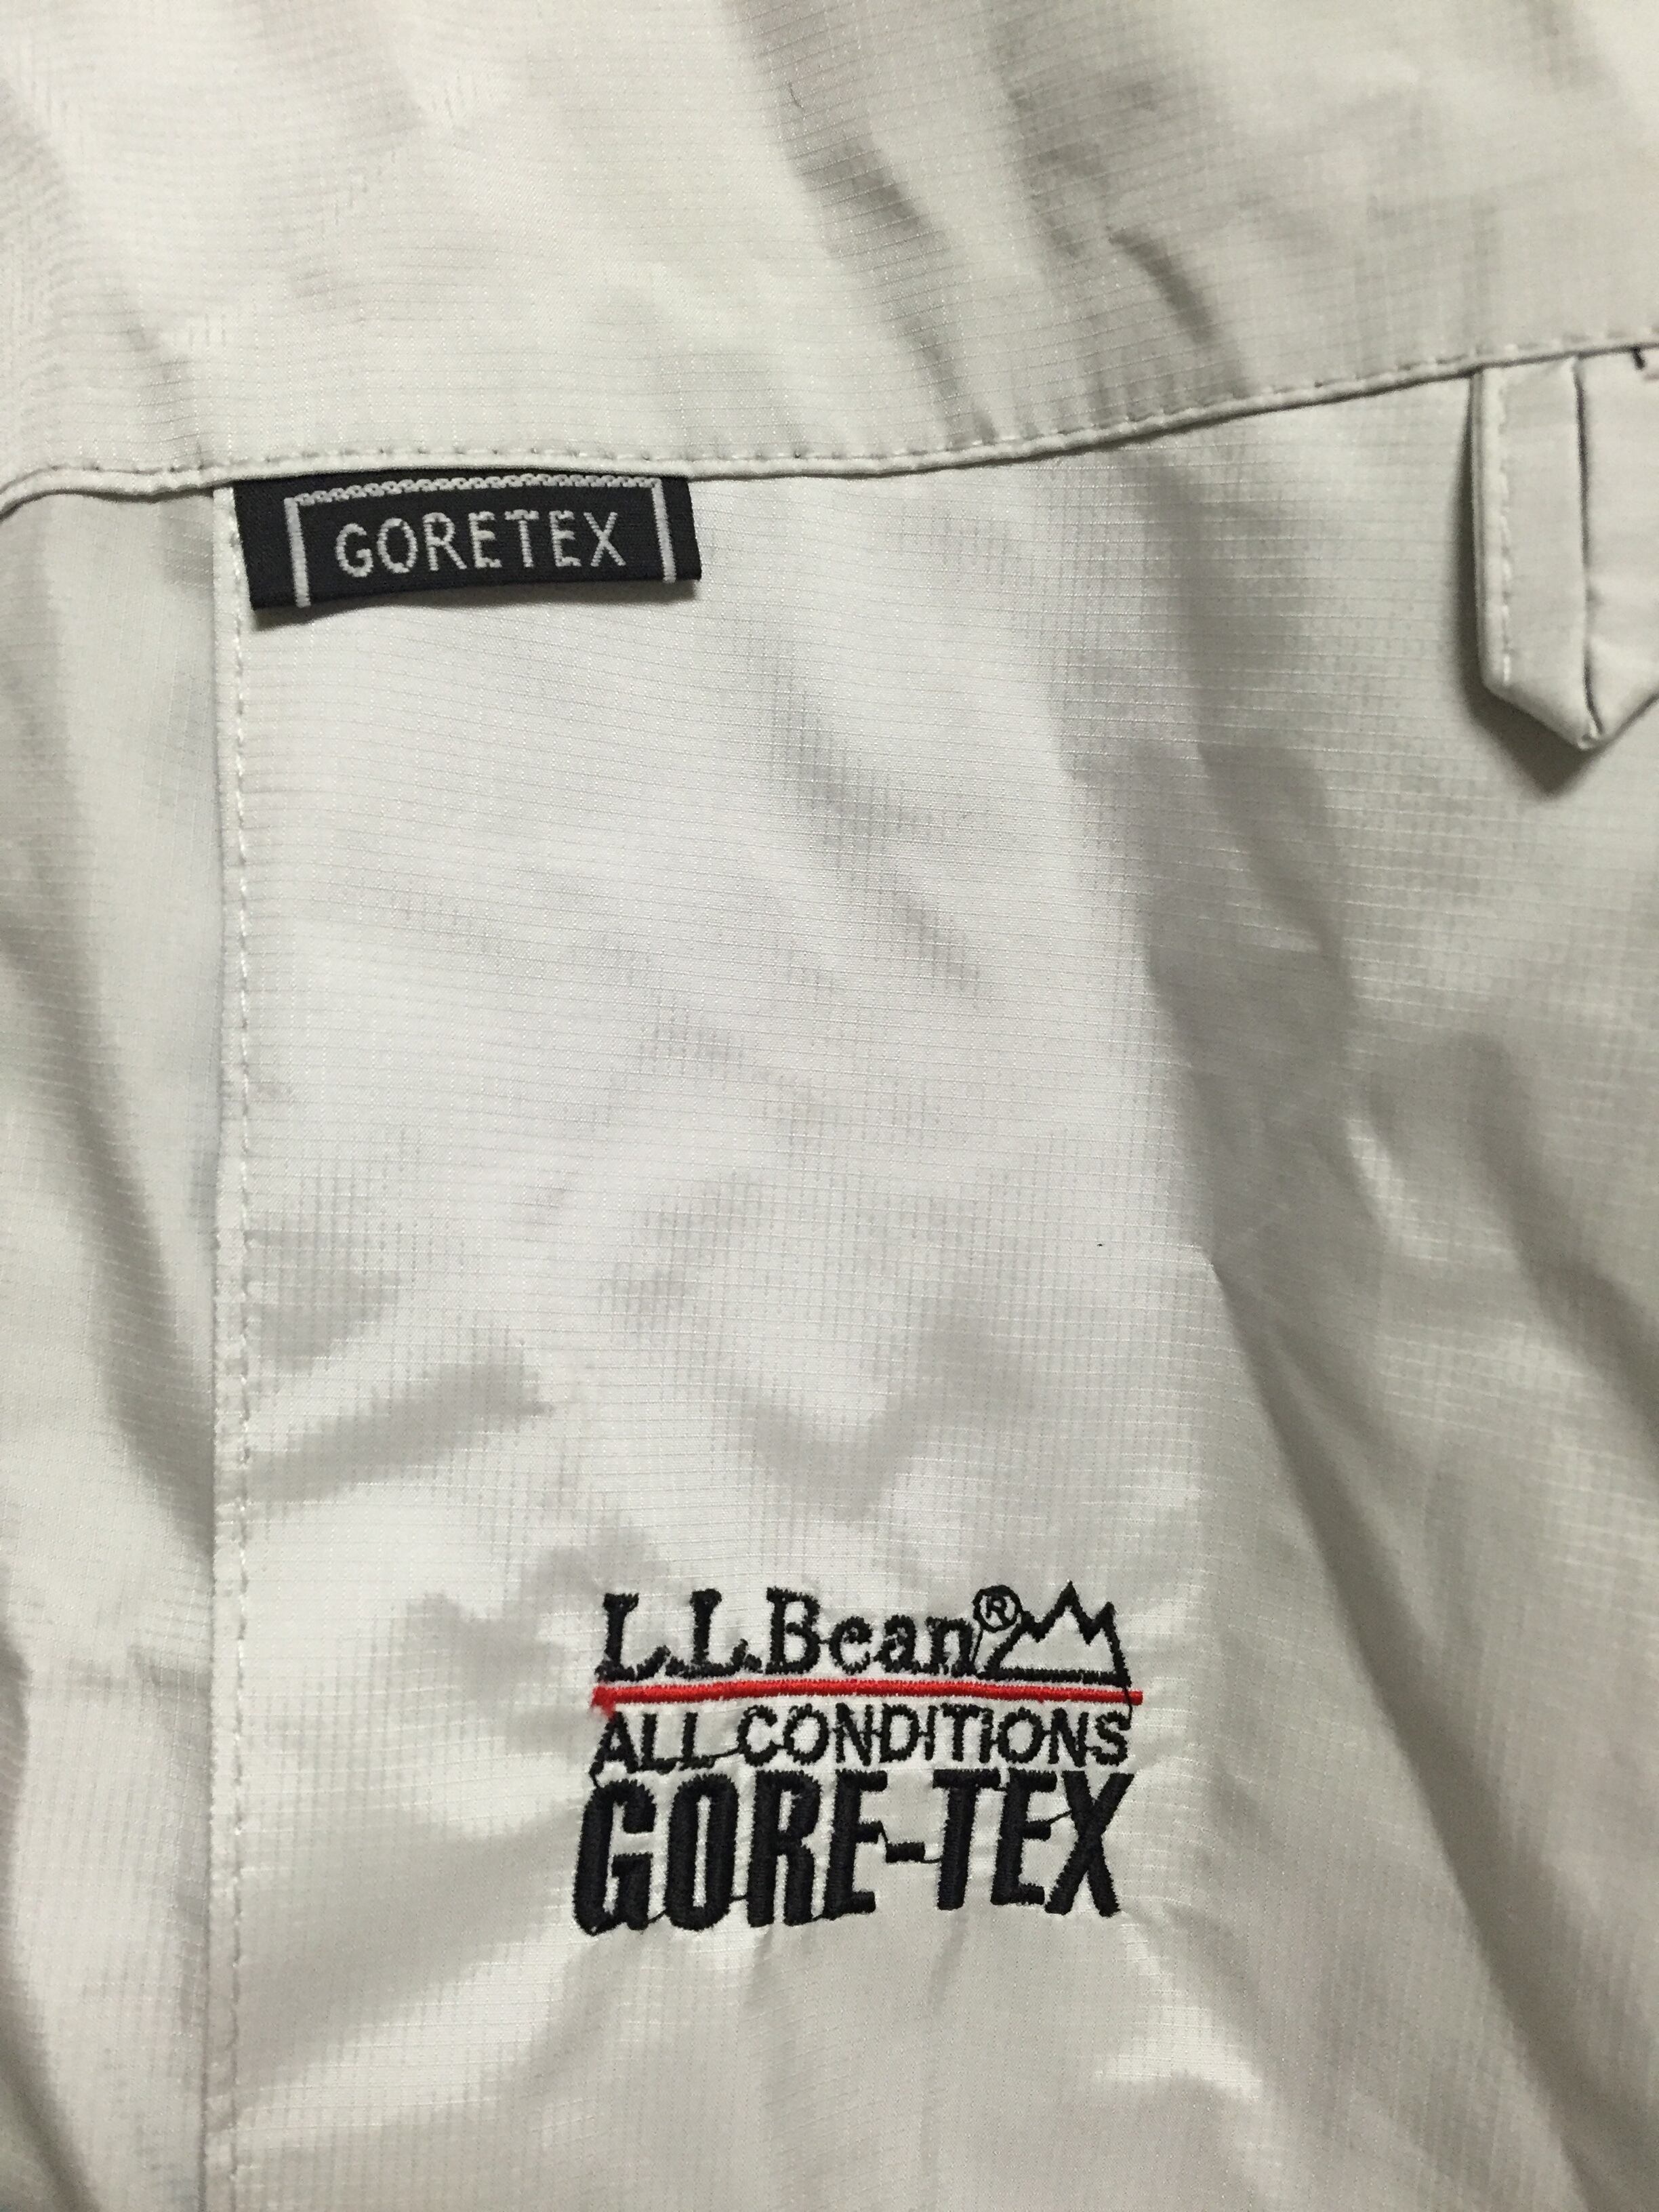 GORETEX
L.L.Bean®
ALL CONDITIONS
GORE-TEX